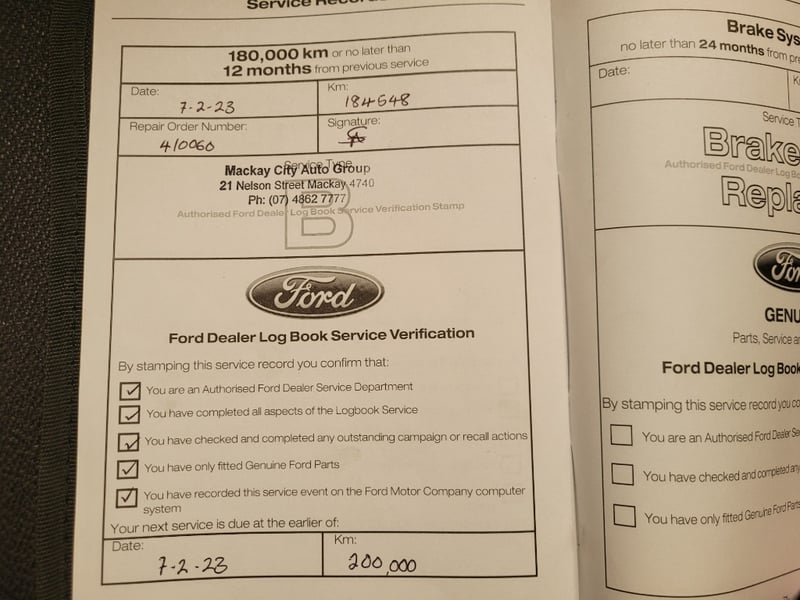 Service Record
180,000 km or no later than
12 months from previous service
Date:
7-2-23
Km:
184648
Repair Order Number:
410060
Signature:
Service Type
B
Mackay City Auto Group
21 Nelson Street Mackay 4740
Ph: (07) 4862 7777
Authorised Ford Dealer Log Book Service Verification Stamp
Ford
Ford Dealer Log Book Service Verification
By stamping this service record you confirm that:
You are an Authorised Ford Dealer Service Department
You have completed all aspects of the Logbook Service
You have checked and completed any outstanding campaign or recall actions
You have only fitted Genuine Ford Parts
You have recorded this service event on the Ford Motor Company computer
system
Your next service is due at the earlier of:
Date:
7-2-23
Km:
200,000
Brake Sys
no later than 24 months from pre
Date:
K
Service T
Brake
Authorised Ford Dealer Log Bo
Repla
For
GENU
Parts, Service a
Ford Dealer Log Book
By stamping this service record you co
You are an Authorised Ford Dealer Se
You have checked and completed any
You have only fitted Genuine Ford Parts